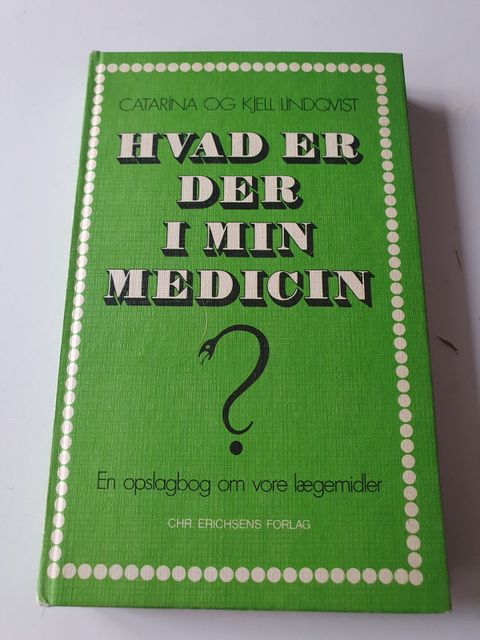 CATARINA OG KJELL LINDQVIST
HVAD ER
DER
I MIN
MEDICIN
?
En opslagbog om vore lægemidler
CHR. ERICHSENS FORLAG